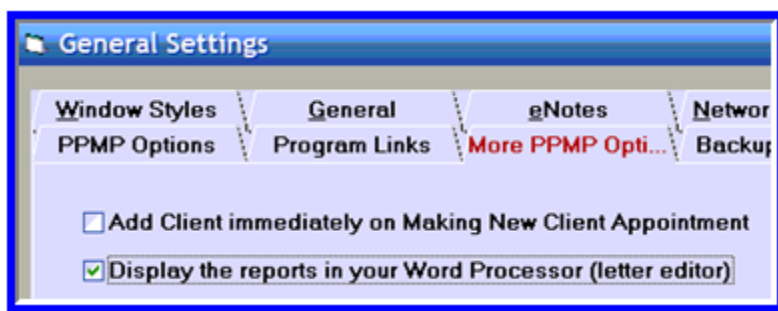 General Settings
Window Styles General eNotes Networ
PPMP Options Program Links More PPMP Opti... Backup
Add Client immediately on Making New Client Appointment
Display the reports in your Word Processor (letter editor)